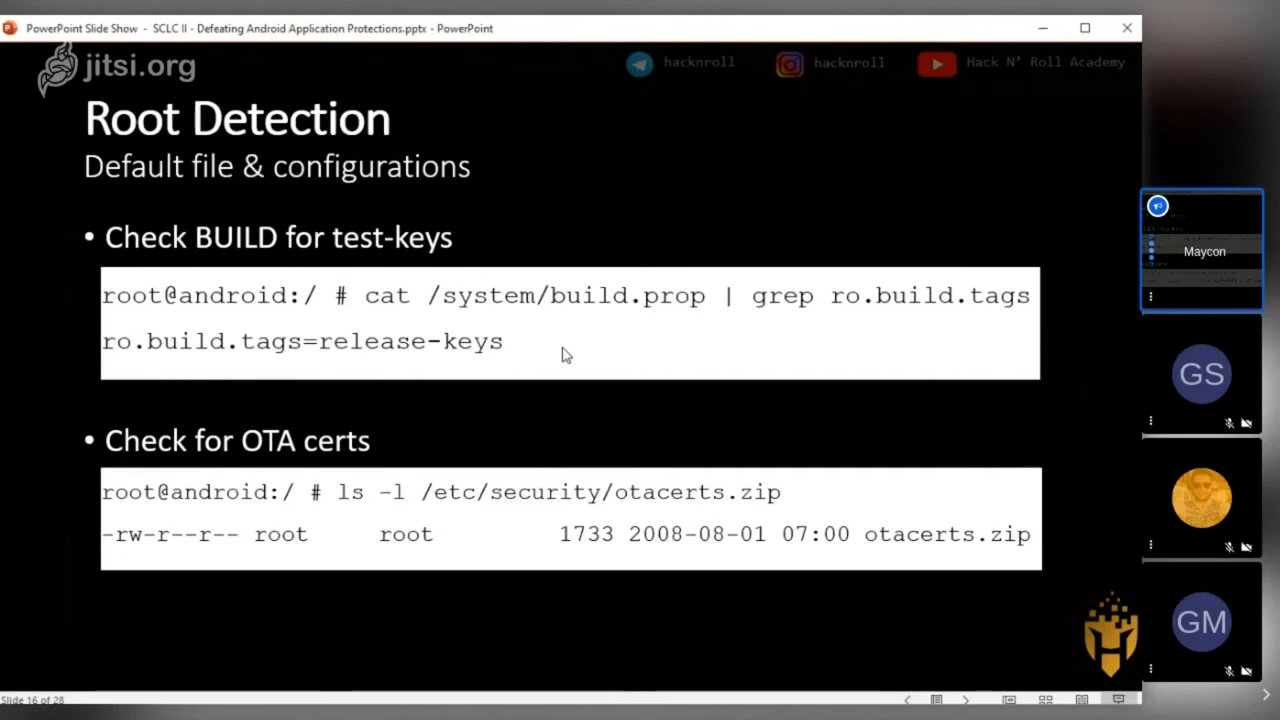 PowerPoint Slide Show - SCLC II - Defeating Android Application Protections.pptx - PowerPoint
jitsi.org
hacknroll
hacknroll
Hack N' Roll Academy
Root Detection
Default file & configurations
• Check BUILD for test-keys
root@android:/ # cat /system/build.prop | grep ro.build.tags
ro.build.tags=release-keys
• Check for OTA certs
root@android:/ # ls -l /etc/security/otacerts.zip
-rw-r--r-- root root 1733 2008-08-01 07:00 otacerts.zip
Maycon
GS
GM
Slide 16 of 28